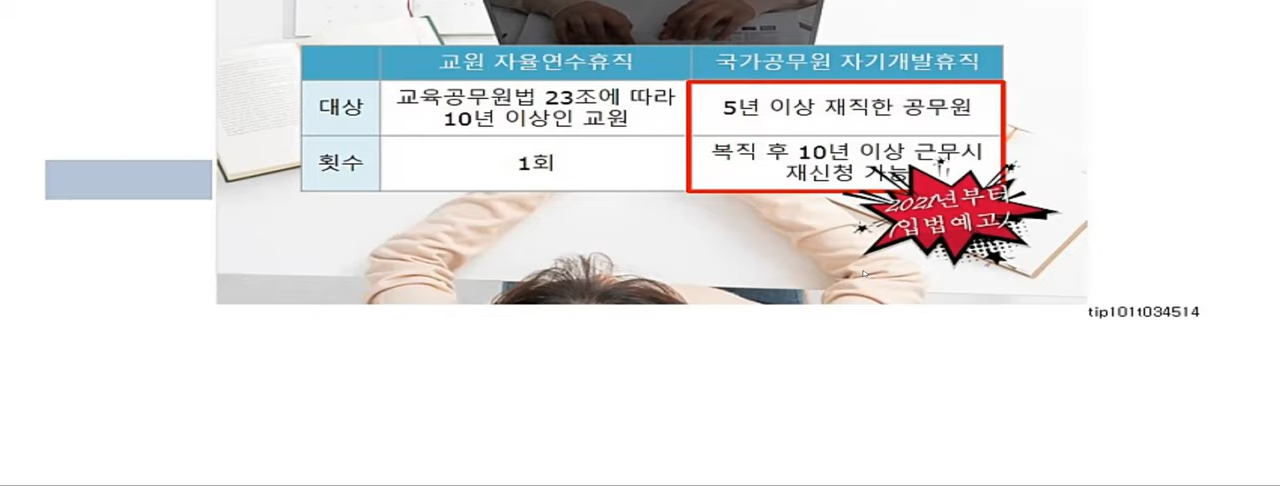 교원 자율연수휴직 국가공무원 자기개발휴직
대상 교육공무원법 23조에 따라 10년 이상인 교원 5년 이상 재직한 공무원
횟수 1회 복직 후 10년 이상 근무시 재신청 가능
2021년부터
입법예고
tip101t034514